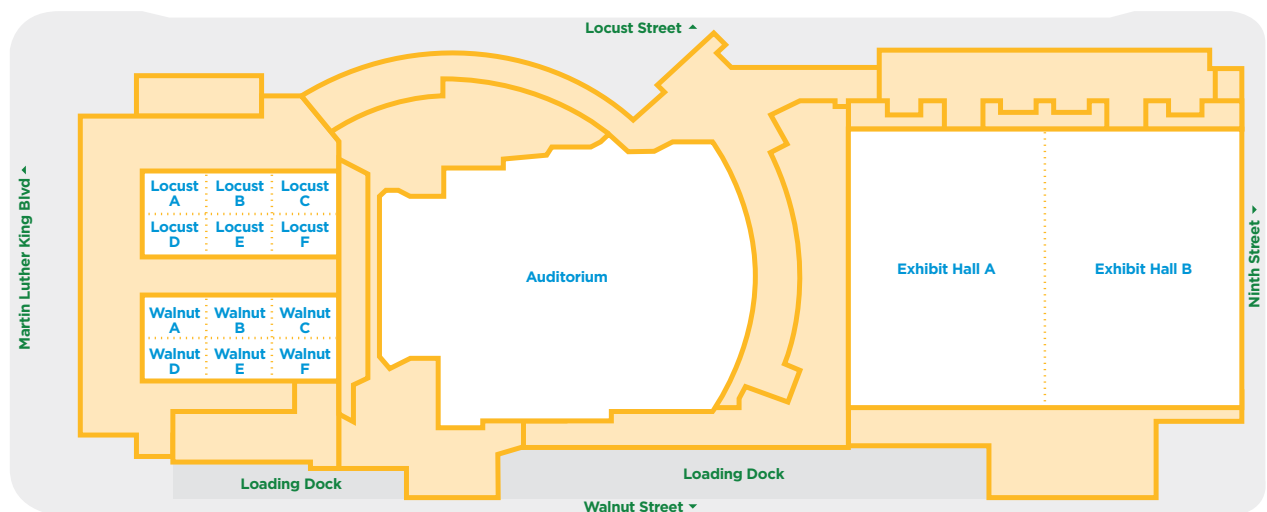 Locust Street
Martin Luther King Blvd
Locust A
Locust B
Locust C
Locust D
Locust E
Locust F
Walnut A
Walnut B
Walnut C
Walnut D
Walnut E
Walnut F
Auditorium
Exhibit Hall A
Exhibit Hall B
Ninth Street
Loading Dock
Loading Dock
Walnut Street